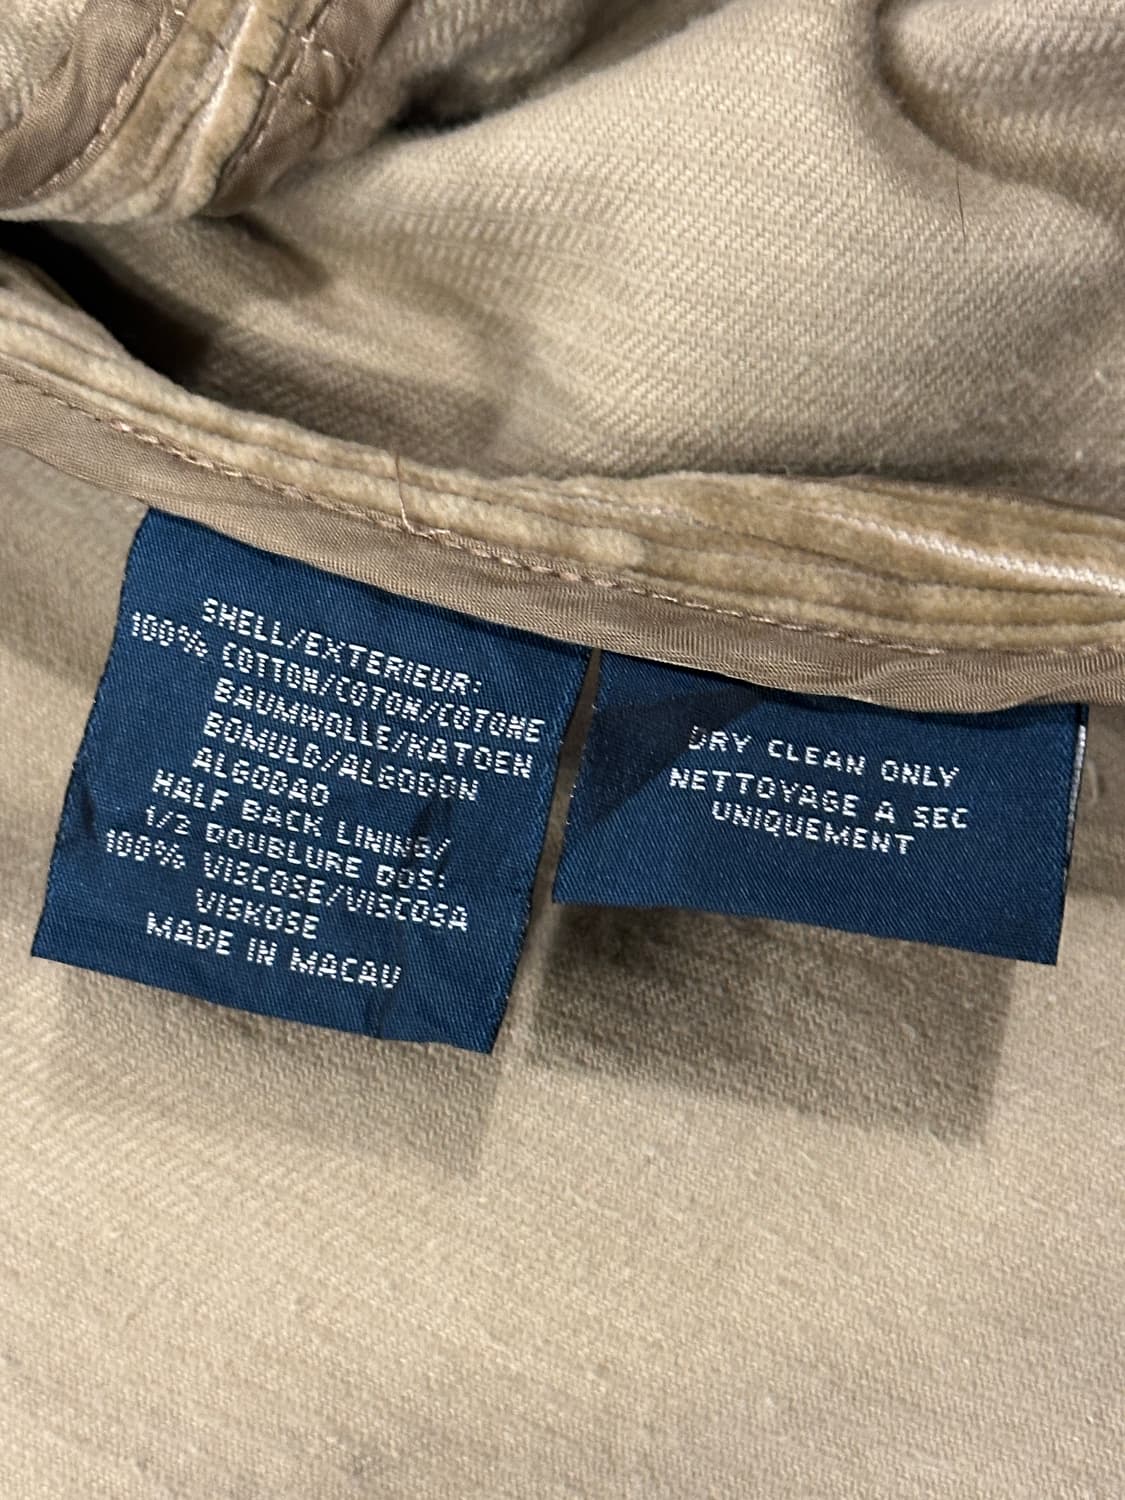 SHELL/EXTERIEUR:
100% COTTON/COTON/COTONE
BAUMWOLLE/KATOEN
BOMULD/ALGODON
ALGODAO
HALF BACK LINING/
1/2 DOUBLURE DOS:
100% VISCOSE/VISCOSA
VISKOSE
MADE IN MACAU
DRY CLEAN ONLY
NETTOYAGE A SEC
UNIQUEMENT